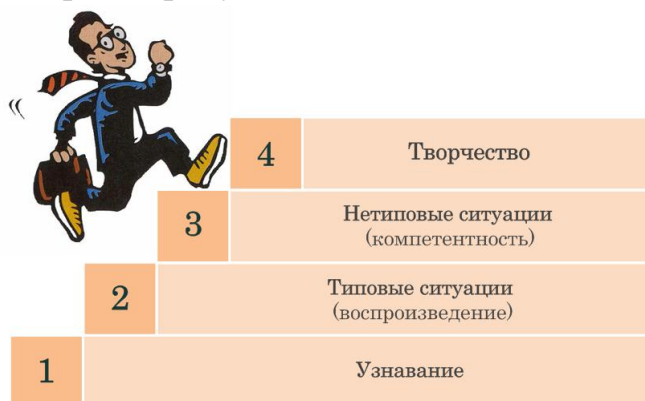 «
4
Творчество
3
Нетиповые ситуации
(компетентность)
2
Типовые ситуации
(воспроизведение)
1
Узнавание